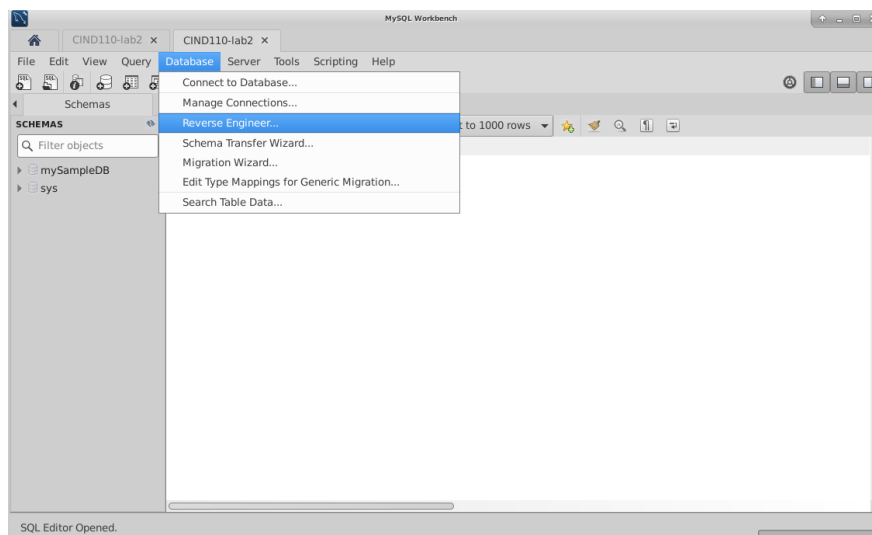 MySQL Workbench
CIND110-lab2 × CIND110-lab2 ×
File Edit View Query Database Server Tools Scripting Help
Connect to Database...
Schemas
Manage Connections...
SCHEMAS
Reverse Engineer...
to 1000 rows
Filter objects
Schema Transfer Wizard...
mySampleDB
Migration Wizard...
sys
Edit Type Mappings for Generic Migration...
Search Table Data...
SQL Editor Opened.